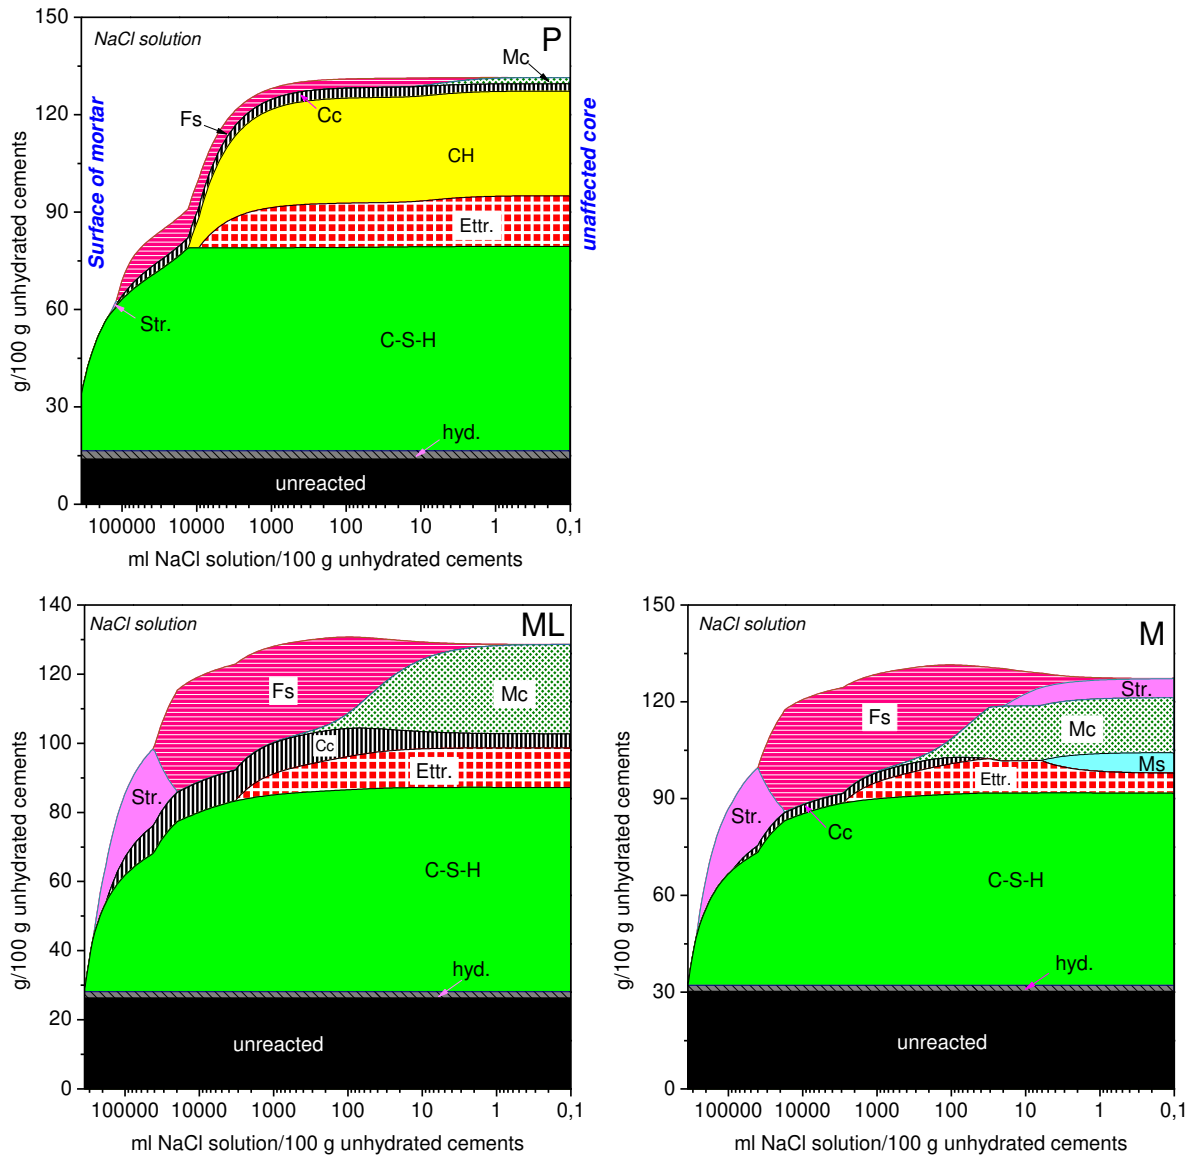 150
NaCl solution
P
Mc
120
Fs
Cc
Surface of mortar
unaffected core
CH
90
Ettr.
g/100 g unhydrated cements
60
Str.
C-S-H
30
hyd.
unreacted
0
100000 10000 1000 100 10 1 0,1
ml NaCl solution/100 g unhydrated cements
140
NaCl solution
ML
120
Fs
Mc
100
Cc
Ettr.
80
Str.
g/100 g unhydrated cements
C-S-H
60
40
hyd.
20
unreacted
0
100000 10000 1000 100 10 1 0,1
ml NaCl solution/100 g unhydrated cements
150
NaCl solution
M
120
Str.
Fs
Mc
Ms
Ettr.
90
Str.
Cc
g/100 g unhydrated cements
C-S-H
60
hyd.
30
unreacted
0
100000 10000 1000 100 10 1 0,1
ml NaCl solution/100 g unhydrated cements